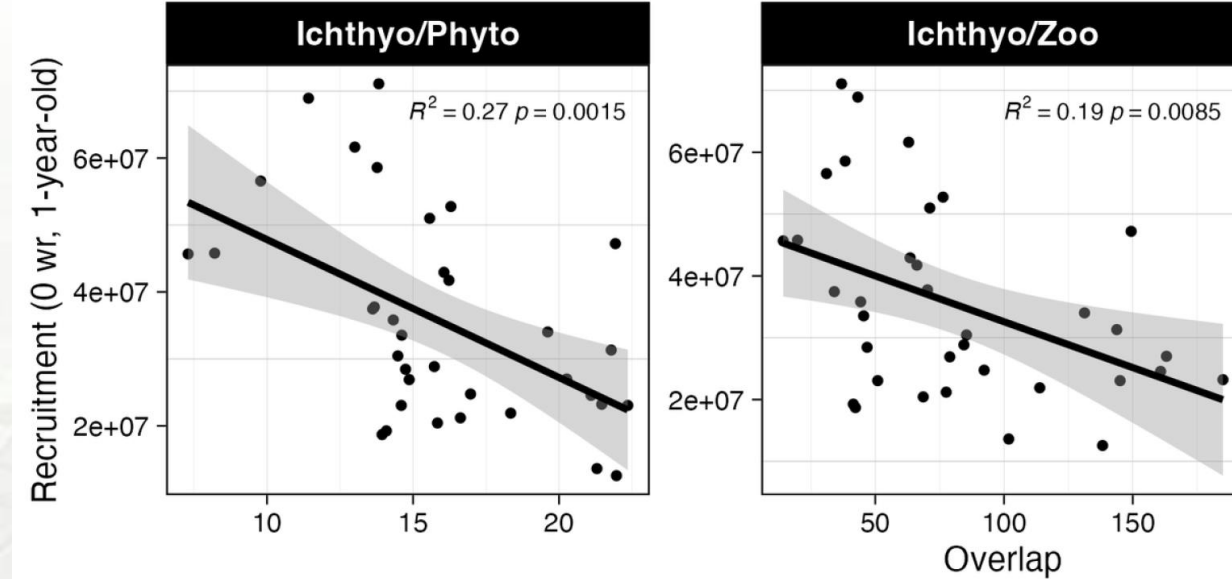 Ichthyo/Phyto
Ichthyo/Zoo
Recruitment (0 wr, 1-year-old)
R² = 0.27 p = 0.0015
R² = 0.19 p = 0.0085
6e+07
4e+07
2e+07
6e+07
4e+07
2e+07
10 15 20
50 100 150
Overlap